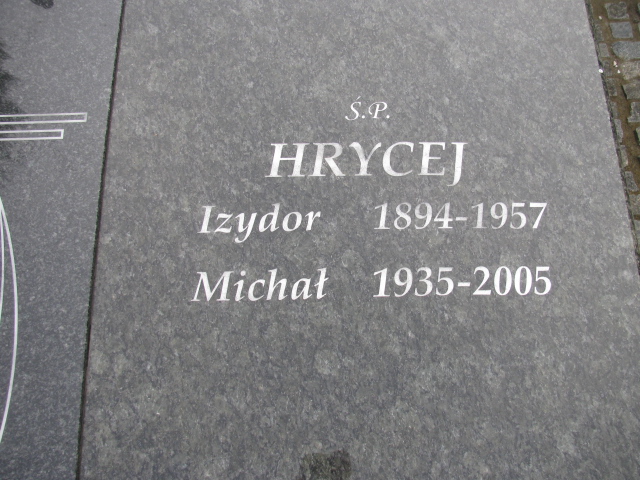 Ś.P.
HRYCEJ
Izydor 1894-1957
Michał 1935-2005